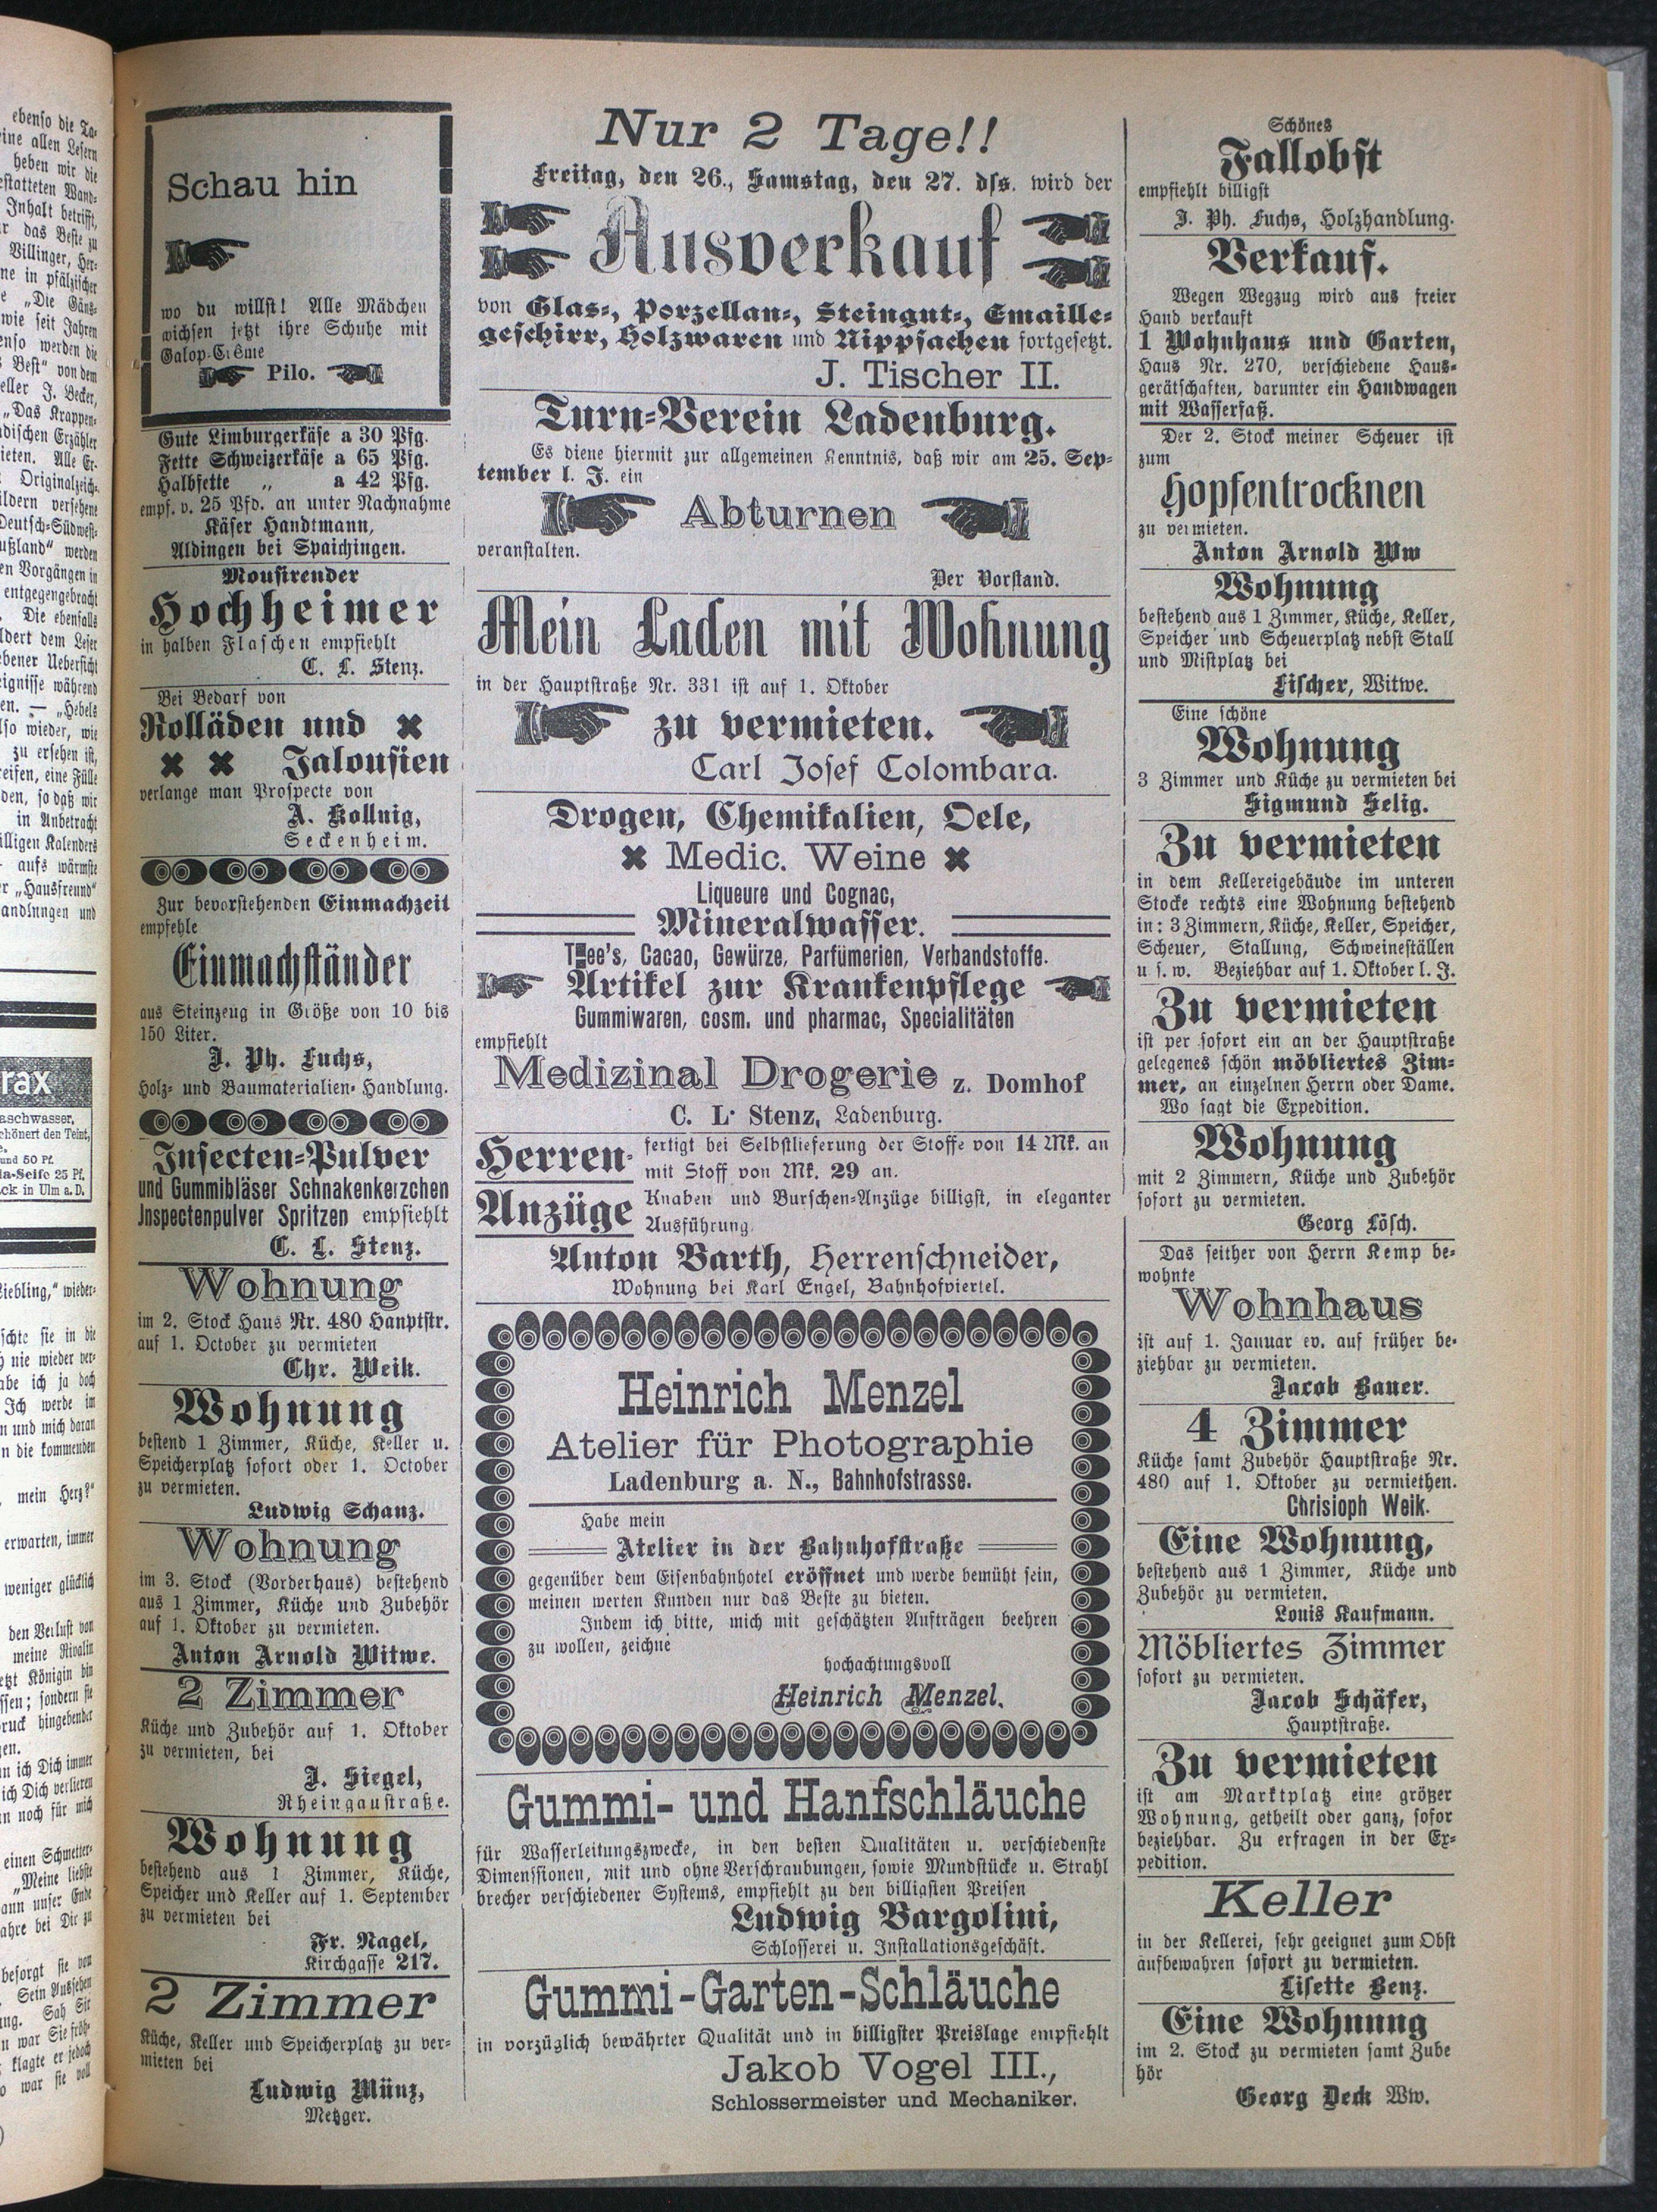 Schau hin
wo du willst! Alle Mädchen
wichsen jetzt ihre Schuhe mit
Galop-Crême
Pilo.
Gute Limburgerkäse a 30 Pfg.
Fette Schweizerkäse a 65 Pfg.
Halbfette „ a 42 Pfg.
empf. v. 25 Pfd. an unter Nachnahme
Käser Handtmann,
Aldingen bei Spaichingen.
Mousirender
Hochheimer
in halben Flaschen empfiehlt
C. L. Stenz.
Bei Bedarf von
Rolläden und
Jalousien
verlange man Prospecte von
A. Kollnig,
Seckenheim.
Zur bevorstehenden Einmachzeit
empfehle
Einmachständer
aus Steinzeug in Größe von 10 bis
150 Liter.
J. Ph. Fuchs,
Holz- und Baumaterialien-Handlung.
Insecten-Pulver
und Gummibläser Schnakenkerzchen
Inspectenpulver Spritzen empfiehlt
C. L. Stenz.
Wohnung
im 2. Stock Haus Nr. 480 Hauptstr.
auf 1. October zu vermieten
Chr. Weik.
Wohnung
bestend 1 Zimmer, Küche, Keller u.
Speicherplatz sofort oder 1. October
zu vermieten.
Ludwig Schanz.
Wohnung
im 3. Stock (Vorderhaus) bestehend
aus 1 Zimmer, Küche und Zubehör
auf 1. Oktober zu vermieten.
Anton Arnold Witwe.
2 Zimmer
Küche und Zubehör auf 1. Oktober
zu vermieten, bei
J. Siegel,
Rheingaustraße.
Wohnung
bestehend aus 1 Zimmer, Küche,
Speicher und Keller auf 1. September
zu vermieten bei
Fr. Nagel,
Kirchgasse 217.
2 Zimmer
Küche, Keller und Speicherplatz zu ver-
mieten bei
Ludwig Münz,
Metzger.
Nur 2 Tage!!
Freitag, den 26., Samstag, den 27. dss. wird der
Ausverkauf
von Glas-, Porzellan-, Steingut-, Emaille-
geschirr, Holzwaren und Nippsachen fortgesetzt.
J. Tischer II.
Turn-Verein Ladenburg.
Es diene hiermit zur allgemeinen Kenntnis, daß wir am 25. Sep-
tember l. J. ein
Abturnen
veranstalten.
Der Vorstand.
Mein Laden mit Wohnung
in der Hauptstraße Nr. 331 ist auf 1. Oktober
zu vermieten.
Carl Josef Colombara.
Drogen, Chemikalien, Oele,
Medic. Weine
Liqueure und Cognac,
Mineralwasser.
Thee's, Cacao, Gewürze, Parfümerien, Verbandstoffe.
Artikel zur Krankenpflege
Gummiwaren, cosm. und pharmac, Specialitäten
empfiehlt
Medizinal Drogerie z. Domhof
C. L. Stenz, Ladenburg.
Herren-
Anzüge
fertigt bei Selbstlieferung der Stoffe von 14 Mk. an
mit Stoff von Mk. 29 an.
Knaben und Burschen-Anzüge billigst, in eleganter
Ausführung
Anton Barth, Herrenschneider,
Wohnung bei Karl Engel, Bahnhofviertel.
Heinrich Menzel
Atelier für Photographie
Ladenburg a. N., Bahnhofstrasse.
Habe mein
Atelier in der Bahnhofstraße
gegenüber dem Eisenbahnhotel eröffnet und werde bemüht sein,
meinen werten Kunden nur das Beste zu bieten.
Indem ich bitte, mich mit geschätzten Aufträgen beehren
zu wollen, zeichne
hochachtungsvoll
Heinrich Menzel.
Gummi- und Hanfschläuche
für Wasserleitungszwecke, in den besten Qualitäten u. verschiedenste
Dimenssionen, mit und ohne Verschraubungen, sowie Mundstücke u. Strahl
brecher verschiedener Systems, empfiehlt zu den billigsten Preisen
Ludwig Bargolini,
Schlosserei u. Installationsgeschäft.
Gummi-Garten-Schläuche
in vorzüglich bewährter Qualität und in billigster Preislage empfiehlt
Jakob Vogel III.,
Schlossermeister und Mechaniker.
Schönes
Fallobst
empfiehlt billigst
J. Ph. Fuchs, Holzhandlung.
Verkauf.
Wegen Wegzug wird aus freier
Hand verkauft
1 Wohnhaus und Garten,
Haus Nr. 270, verschiedene Haus-
gerätschaften, darunter ein Handwagen
mit Wasserfaß.
Der 2. Stock meiner Scheuer ist
zum
Hopfentrocknen
zu vermieten.
Anton Arnold Ww
Wohnung
bestehend aus 1 Zimmer, Küche, Keller,
Speicher und Scheuerplatz nebst Stall
und Mistplatz bei
Fischer, Witwe.
Eine schöne
Wohnung
3 Zimmer und Küche zu vermieten bei
Sigmund Selig.
Zu vermieten
in dem Kellereigebäude im unteren
Stocke rechts eine Wohnung bestehend
in: 3 Zimmern, Küche, Keller, Speicher,
Scheuer, Stallung, Schweineställen
u s. w. Beziehbar auf 1. Oktober l. J.
Zu vermieten
ist per sofort ein an der Hauptstraße
gelegenes schön möbliertes Zim-
mer, an einzelnen Herrn oder Dame.
Wo sagt die Expedition.
Wohnung
mit 2 Zimmern, Küche und Zubehör
sofort zu vermieten.
Georg Lösch.
Das seither von Herrn Kemp be-
wohnte
Wohnhaus
ist auf 1. Januar ev. auf früher be-
ziehbar zu vermieten.
Jacob Bauer.
4 Zimmer
Küche samt Zubehör Hauptstraße Nr.
480 auf 1. Oktober zu vermiethen.
Chrisioph Weik.
Eine Wohnung,
bestehend aus 1 Zimmer, Küche und
Zubehör zu vermieten.
Louis Kaufmann.
Möbliertes Zimmer
sofort zu vermieten.
Jacob Schäfer,
Hauptstraße.
Zu vermieten
ist am Marktplatz eine größer
Wohnung, getheilt oder ganz, sofor
beziehbar. Zu erfragen in der Ex-
pedition.
Keller
in der Kellerei, sehr geeignet zum Obst
aufbewahren sofort zu vermieten.
Lisette Benz.
Eine Wohnung
im 2. Stock zu vermieten samt Zube
hör
Georg Deck Ww.